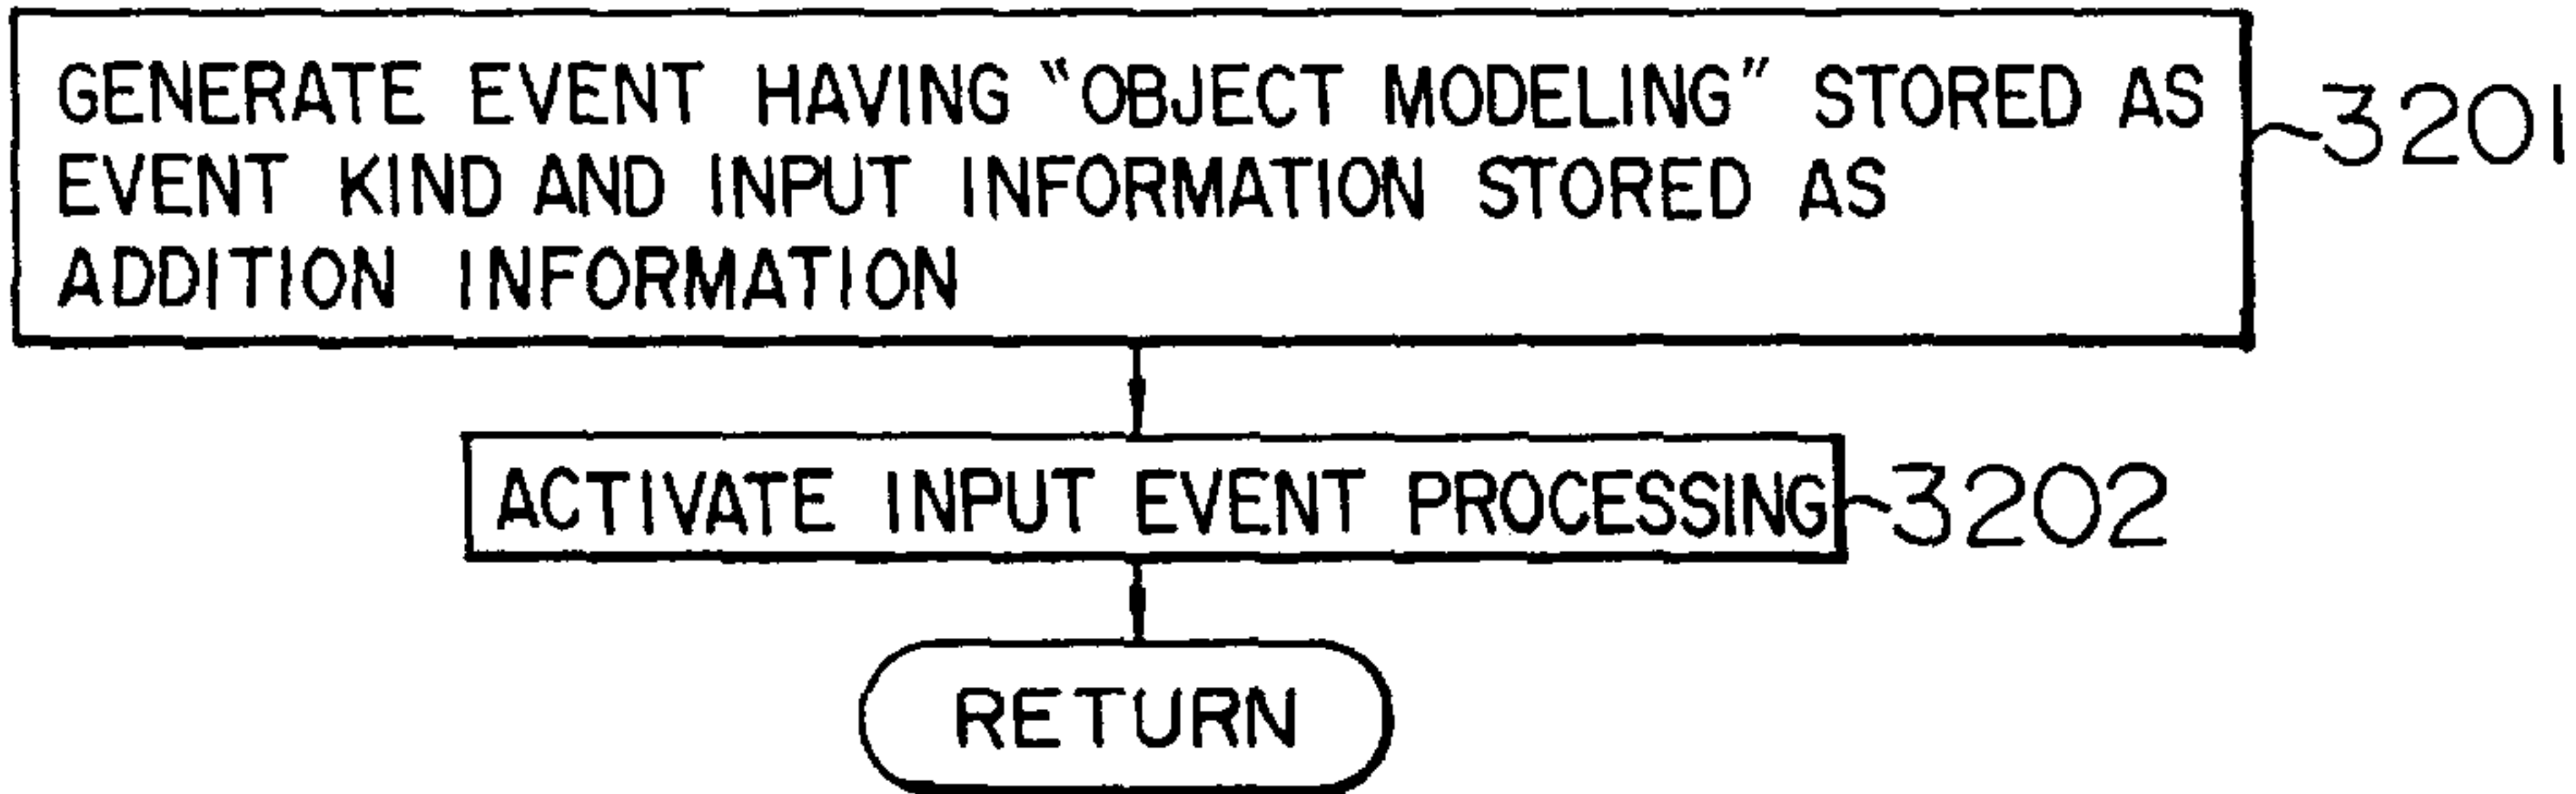 GENERATE EVENT HAVING "OBJECT MODELING" STORED AS
EVENT KIND AND INPUT INFORMATION STORED AS
ADDITION INFORMATION
3201
ACTIVATE INPUT EVENT PROCESSING
3202
RETURN